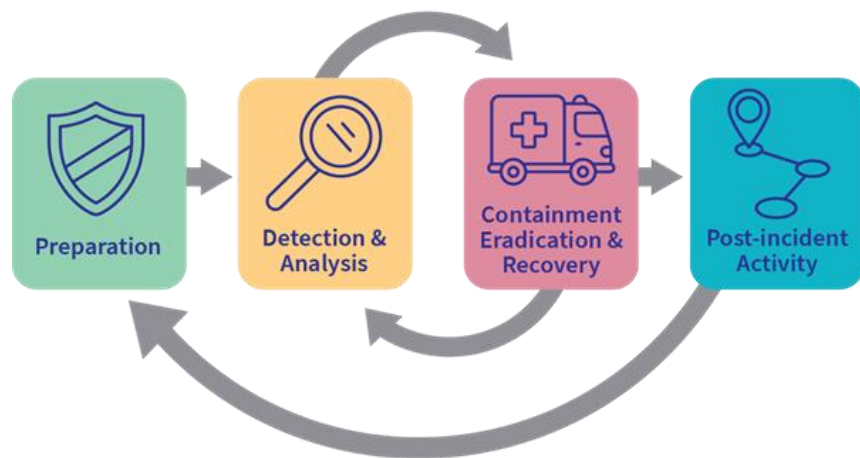 Preparation
Detection &
Analysis
Containment
Eradication &
Recovery
Post-incident
Activity